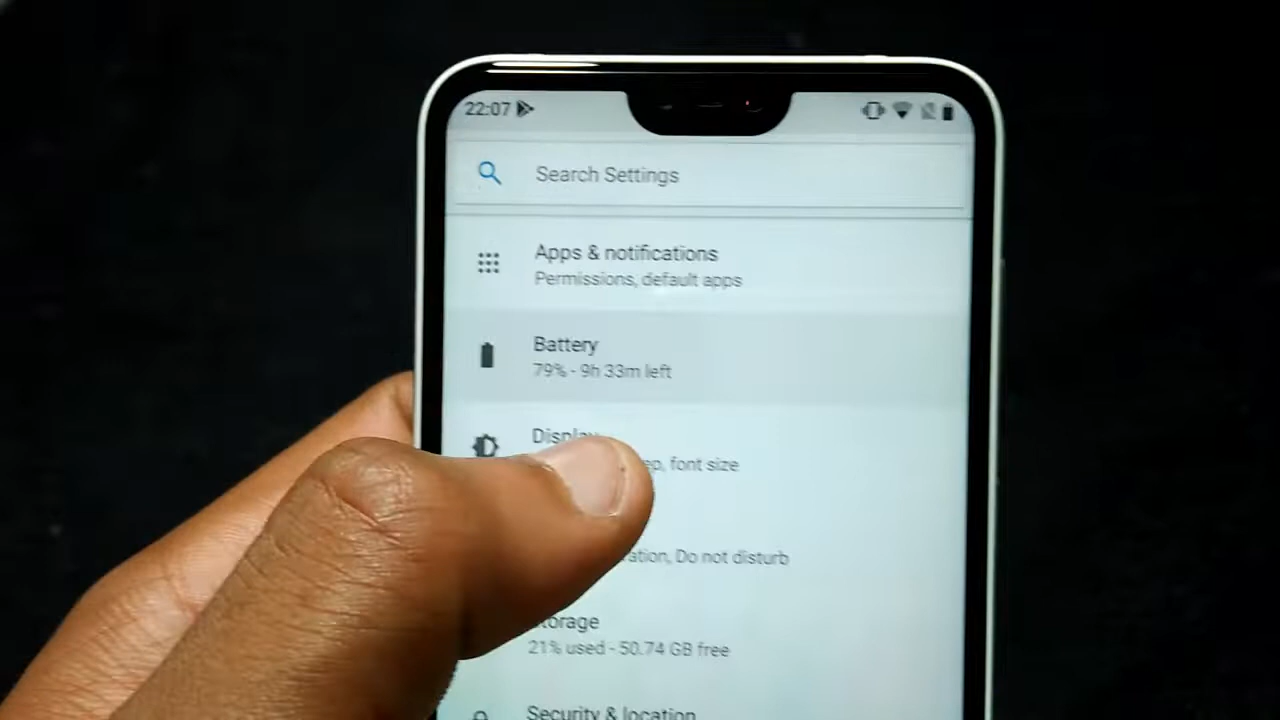 22:07
Search Settings
Apps & notifications
Permissions, default apps
Battery
79% - 9h 33m left
Display
font size
Do not disturb
21% used - 50.74 GB free
Security & location